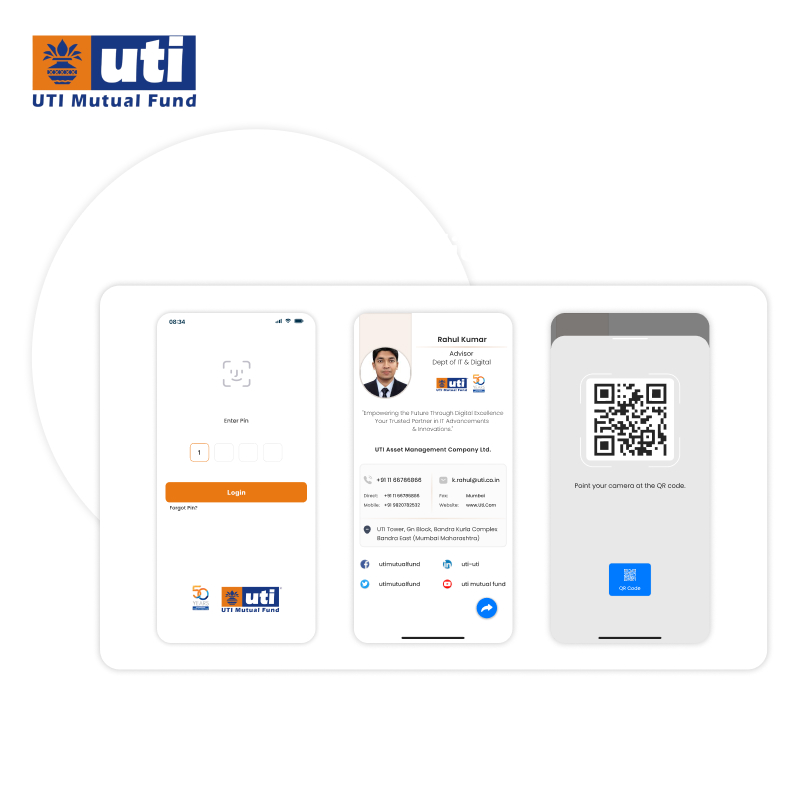 uti
UTI Mutual Fund
08:34
Enter Pin
1
Login
Forgot Pin?
50
YEARS
uti
UTI Mutual Fund
Rahul Kumar
Advisor
Dept of IT & Digital
uti
UTI Mutual Fund
50
"Empowering the Future Through Digital Excellence
Your Trusted Partner in IT Advancements
& Innovations."
UTI Asset Management Company Ltd.
+91 11 66786866
k.rahul@uti.co.in
Direct: +91 11 66786866
Fax: Mumbai
Mobile: +91 9820782532
Website: www.Uti.Com
UTI Tower, Gn Block, Bandra Kurla Complex
Bandra East (Mumbai Maharashtra)
utimutualfund
uti-uti
utimutualfund
uti mutual fund
Point your camera at the QR code.
QR Code